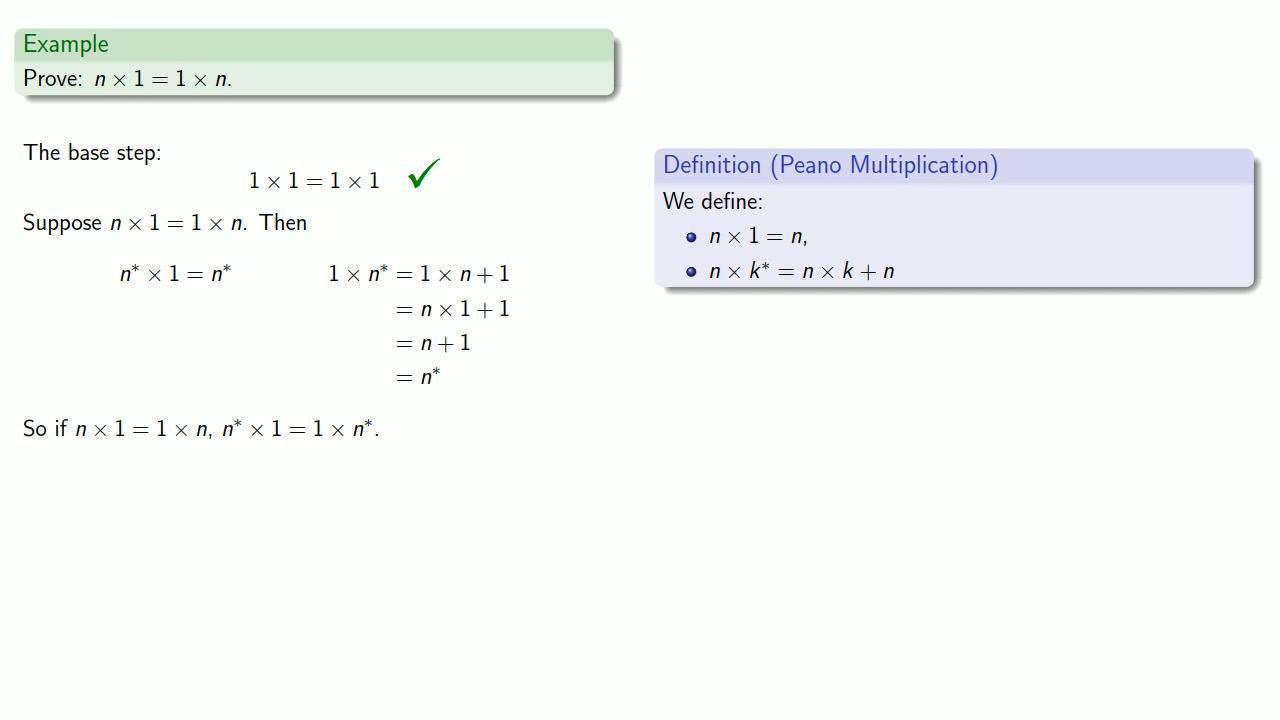 Example
Prove: n × 1 = 1 × n.
The base step:
1 × 1 = 1 × 1 ✓
Suppose n × 1 = 1 × n. Then
n* × 1 = n*
1 × n* = 1 × n + 1
= n × 1 + 1
= n + 1
= n*
So if n × 1 = 1 × n, n* × 1 = 1 × n*.
Definition (Peano Multiplication)
We define:
• n × 1 = n,
• n × k* = n × k + n